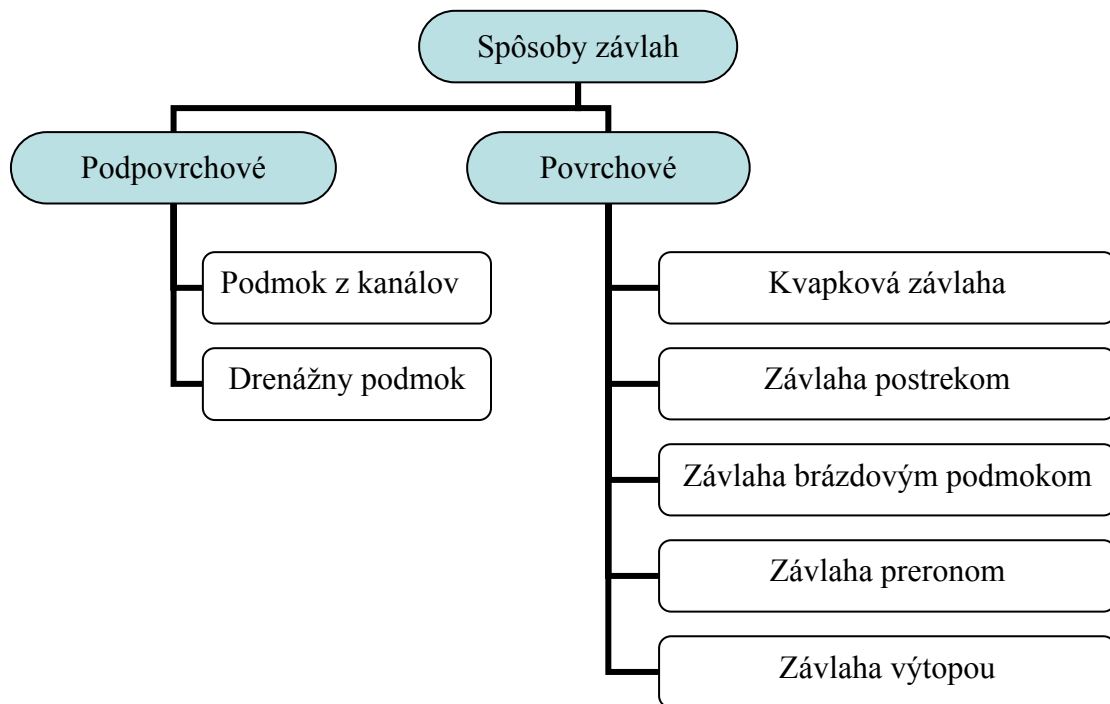 Spôsoby závlah
Podpovrchové
Povrchové
Podmok z kanálov
Drenážny podmok
Kvapková závlaha
Závlaha postrekom
Závlaha brázdovým podmokom
Závlaha preronom
Závlaha výtopou